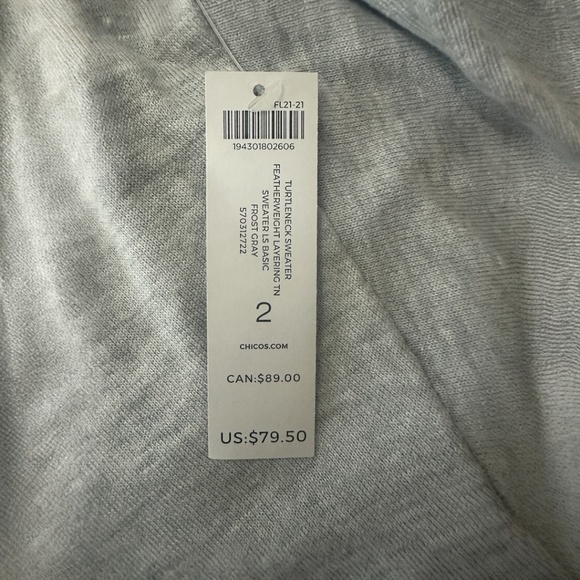 FL21-21
194301802606
TURTLENECK SWEATER
FEATHERWEIGHT LAYERING TN
SWEATER LS BASIC
FROST GRAY
570312722
2
CHICOS.COM
CAN:$89.00
US:$79.50